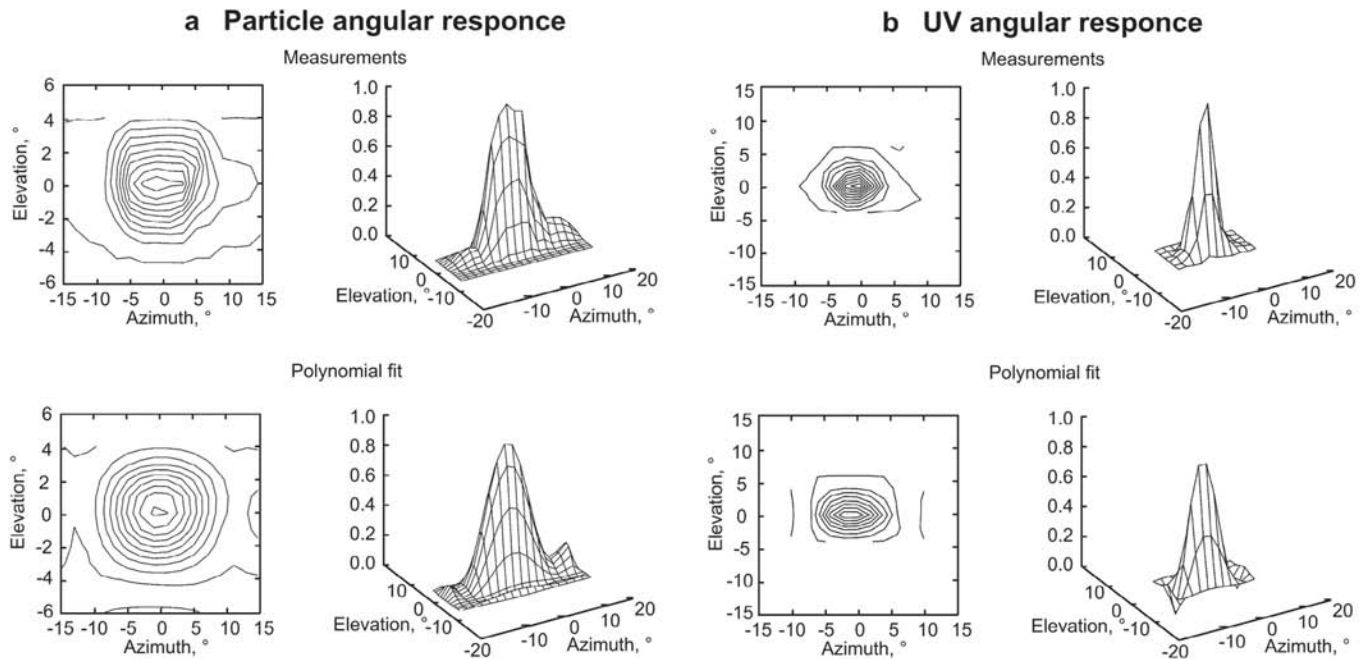 a Particle angular responce
Measurements
6
4
2
0
-2
-4
-6
-15 -10 -5 0 5 10 15
Elevation, °
Azimuth, °
1.0
0.8
0.6
0.4
0.2
0.0
10
0
-10
Elevation, °
-20 -10 0 10 20
Azimuth, °
Polynomial fit
6
4
2
0
-2
-4
-6
-15 -10 -5 0 5 10 15
Elevation, °
Azimuth, °
1.0
0.8
0.6
0.4
0.2
0.0
10
0
-10
Elevation, °
-20 -10 0 10 20
Azimuth, °
b UV angular responce
Measurements
15
10
5
0
-5
-10
-15
-15 -10 -5 0 5 10 15
Elevation, °
Azimuth, °
1.0
0.8
0.6
0.4
0.2
0.0
10
0
-10
Elevation, °
-20 -10 0 10 20
Azimuth, °
Polynomial fit
15
10
5
0
-5
-10
-15
-15 -10 -5 0 5 10 15
Elevation, °
Azimuth, °
1.0
0.8
0.6
0.4
0.2
0.0
10
0
-10
Elevation, °
-20 -10 0 10 20
Azimuth, °